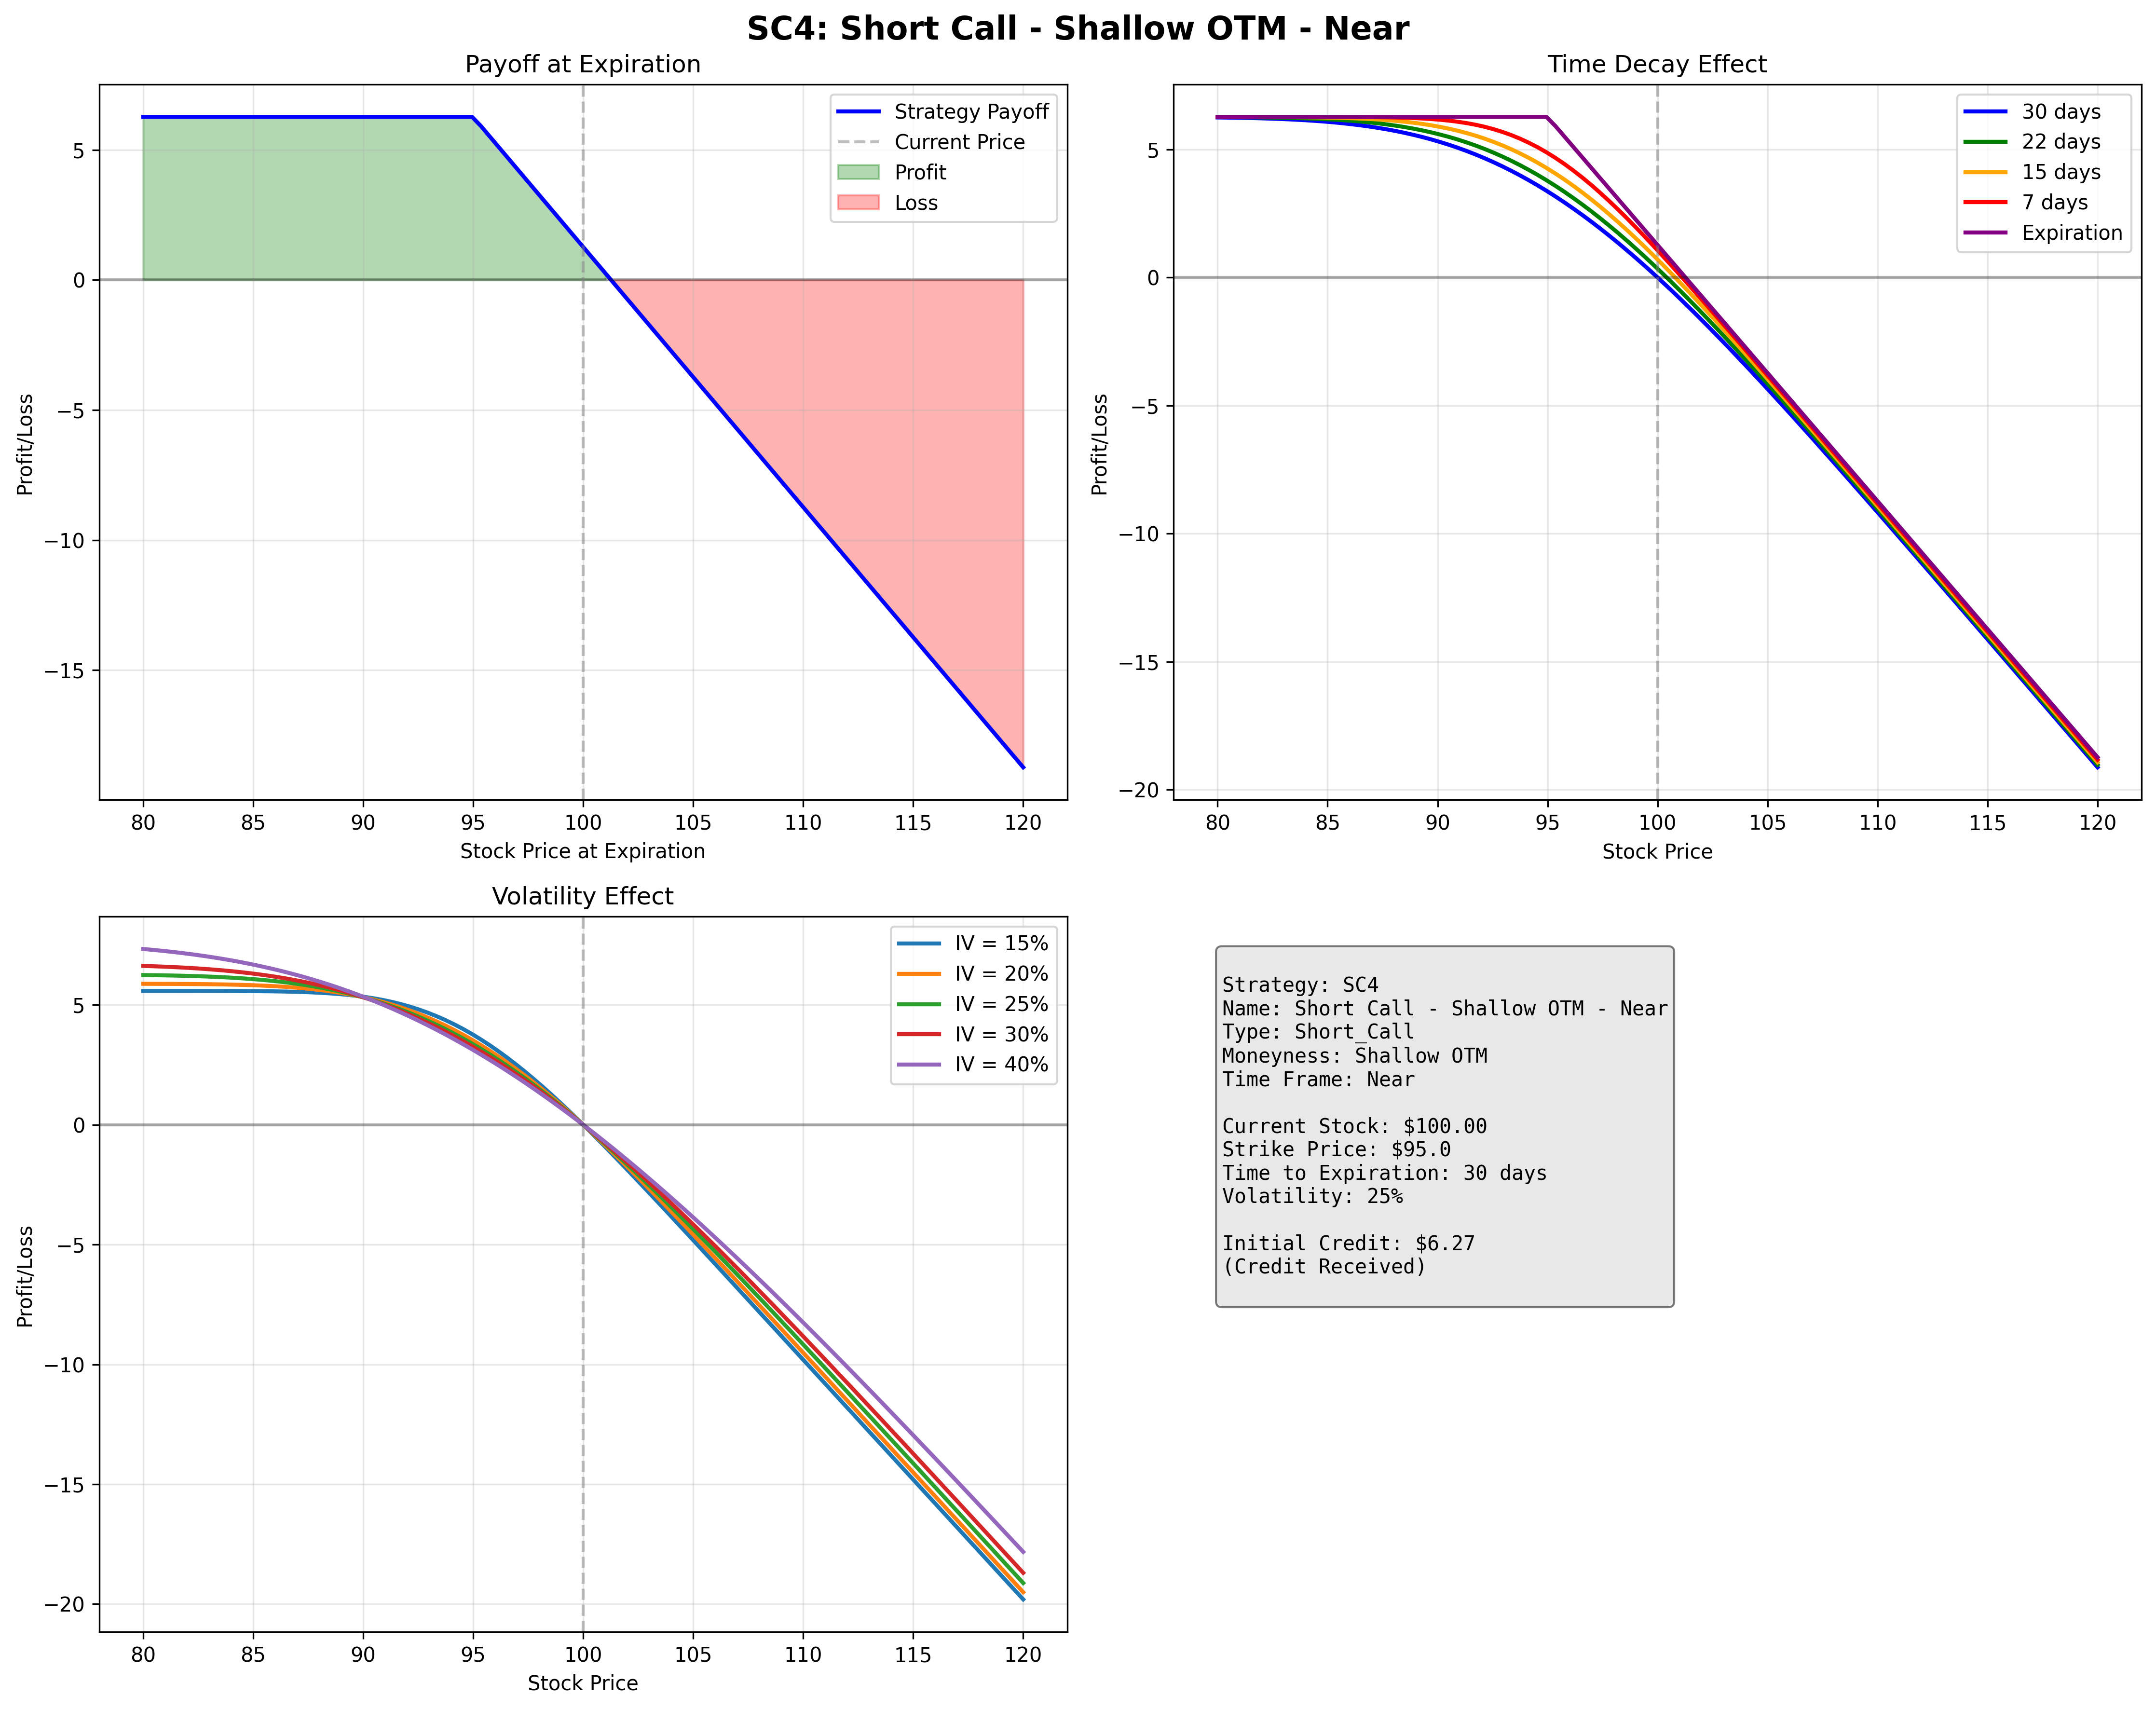 SC4: Short Call - Shallow OTM - Near
Payoff at Expiration
Strategy Payoff
Current Price
Profit
Loss
5
0
−5
−10
−15
Profit/Loss
80 85 90 95 100 105 110 115 120
Stock Price at Expiration
Time Decay Effect
30 days
22 days
15 days
7 days
Expiration
5
0
−5
−10
−15
−20
Profit/Loss
80 85 90 95 100 105 110 115 120
Stock Price
Volatility Effect
IV = 15%
IV = 20%
IV = 25%
IV = 30%
IV = 40%
5
0
−5
−10
−15
−20
Profit/Loss
80 85 90 95 100 105 110 115 120
Stock Price
Strategy: SC4
Name: Short Call - Shallow OTM - Near
Type: Short_Call
Moneyness: Shallow OTM
Time Frame: Near
Current Stock: $100.00
Strike Price: $95.0
Time to Expiration: 30 days
Volatility: 25%
Initial Credit: $6.27
(Credit Received)